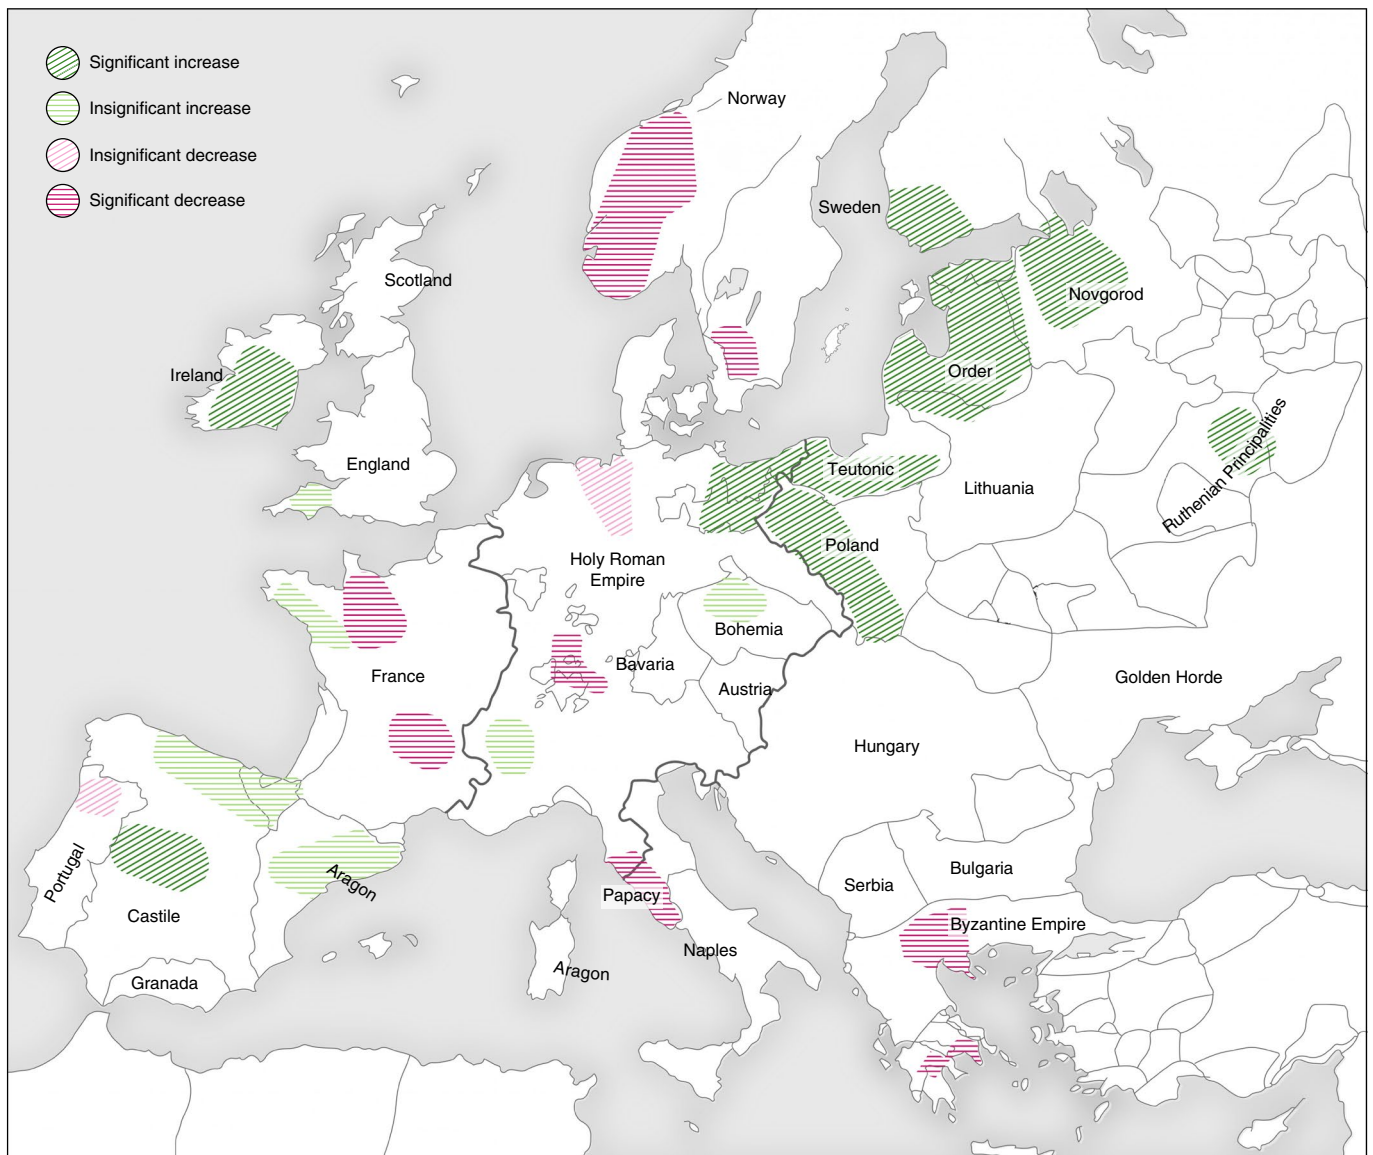 Significant increase
Insignificant increase
Insignificant decrease
Significant decrease
Norway
Sweden
Scotland
Novgorod
Ireland
Order
England
Teutonic
Lithuania
Ruthenian Principalities
Poland
Holy Roman
Empire
Bohemia
Bavaria
France
Austria
Golden Horde
Hungary
Portugal
Aragon
Castile
Granada
Papacy
Naples
Aragon
Serbia
Bulgaria
Byzantine Empire